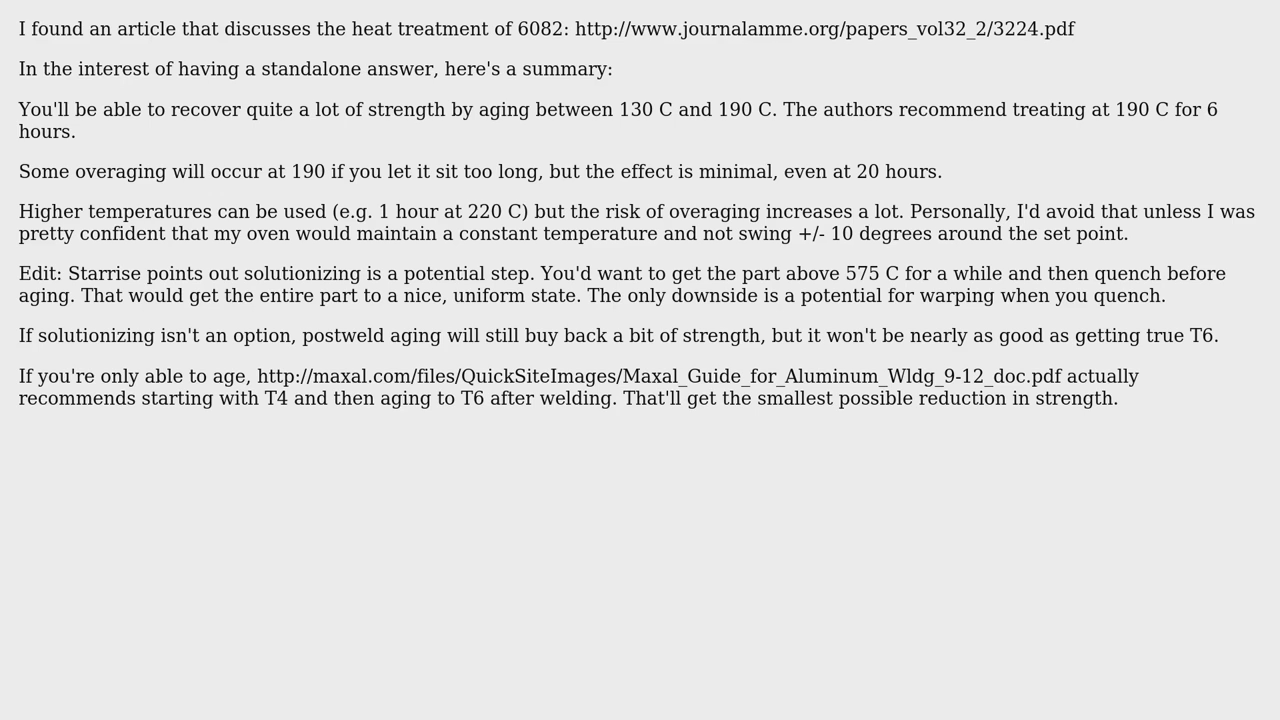 I found an article that discusses the heat treatment of 6082: http://www.journalamme.org/papers_vol32_2/3224.pdf
In the interest of having a standalone answer, here's a summary:
You'll be able to recover quite a lot of strength by aging between 130 C and 190 C. The authors recommend treating at 190 C for 6
hours.
Some overaging will occur at 190 if you let it sit too long, but the effect is minimal, even at 20 hours.
Higher temperatures can be used (e.g. 1 hour at 220 C) but the risk of overaging increases a lot. Personally, I'd avoid that unless I was
pretty confident that my oven would maintain a constant temperature and not swing +/- 10 degrees around the set point.
Edit: Starrise points out solutionizing is a potential step. You'd want to get the part above 575 C for a while and then quench before
aging. That would get the entire part to a nice, uniform state. The only downside is a potential for warping when you quench.
If solutionizing isn't an option, postweld aging will still buy back a bit of strength, but it won't be nearly as good as getting true T6.
If you're only able to age, http://maxal.com/files/QuickSiteImages/Maxal_Guide_for_Aluminum_Wldg_9-12_doc.pdf actually
recommends starting with T4 and then aging to T6 after welding. That'll get the smallest possible reduction in strength.